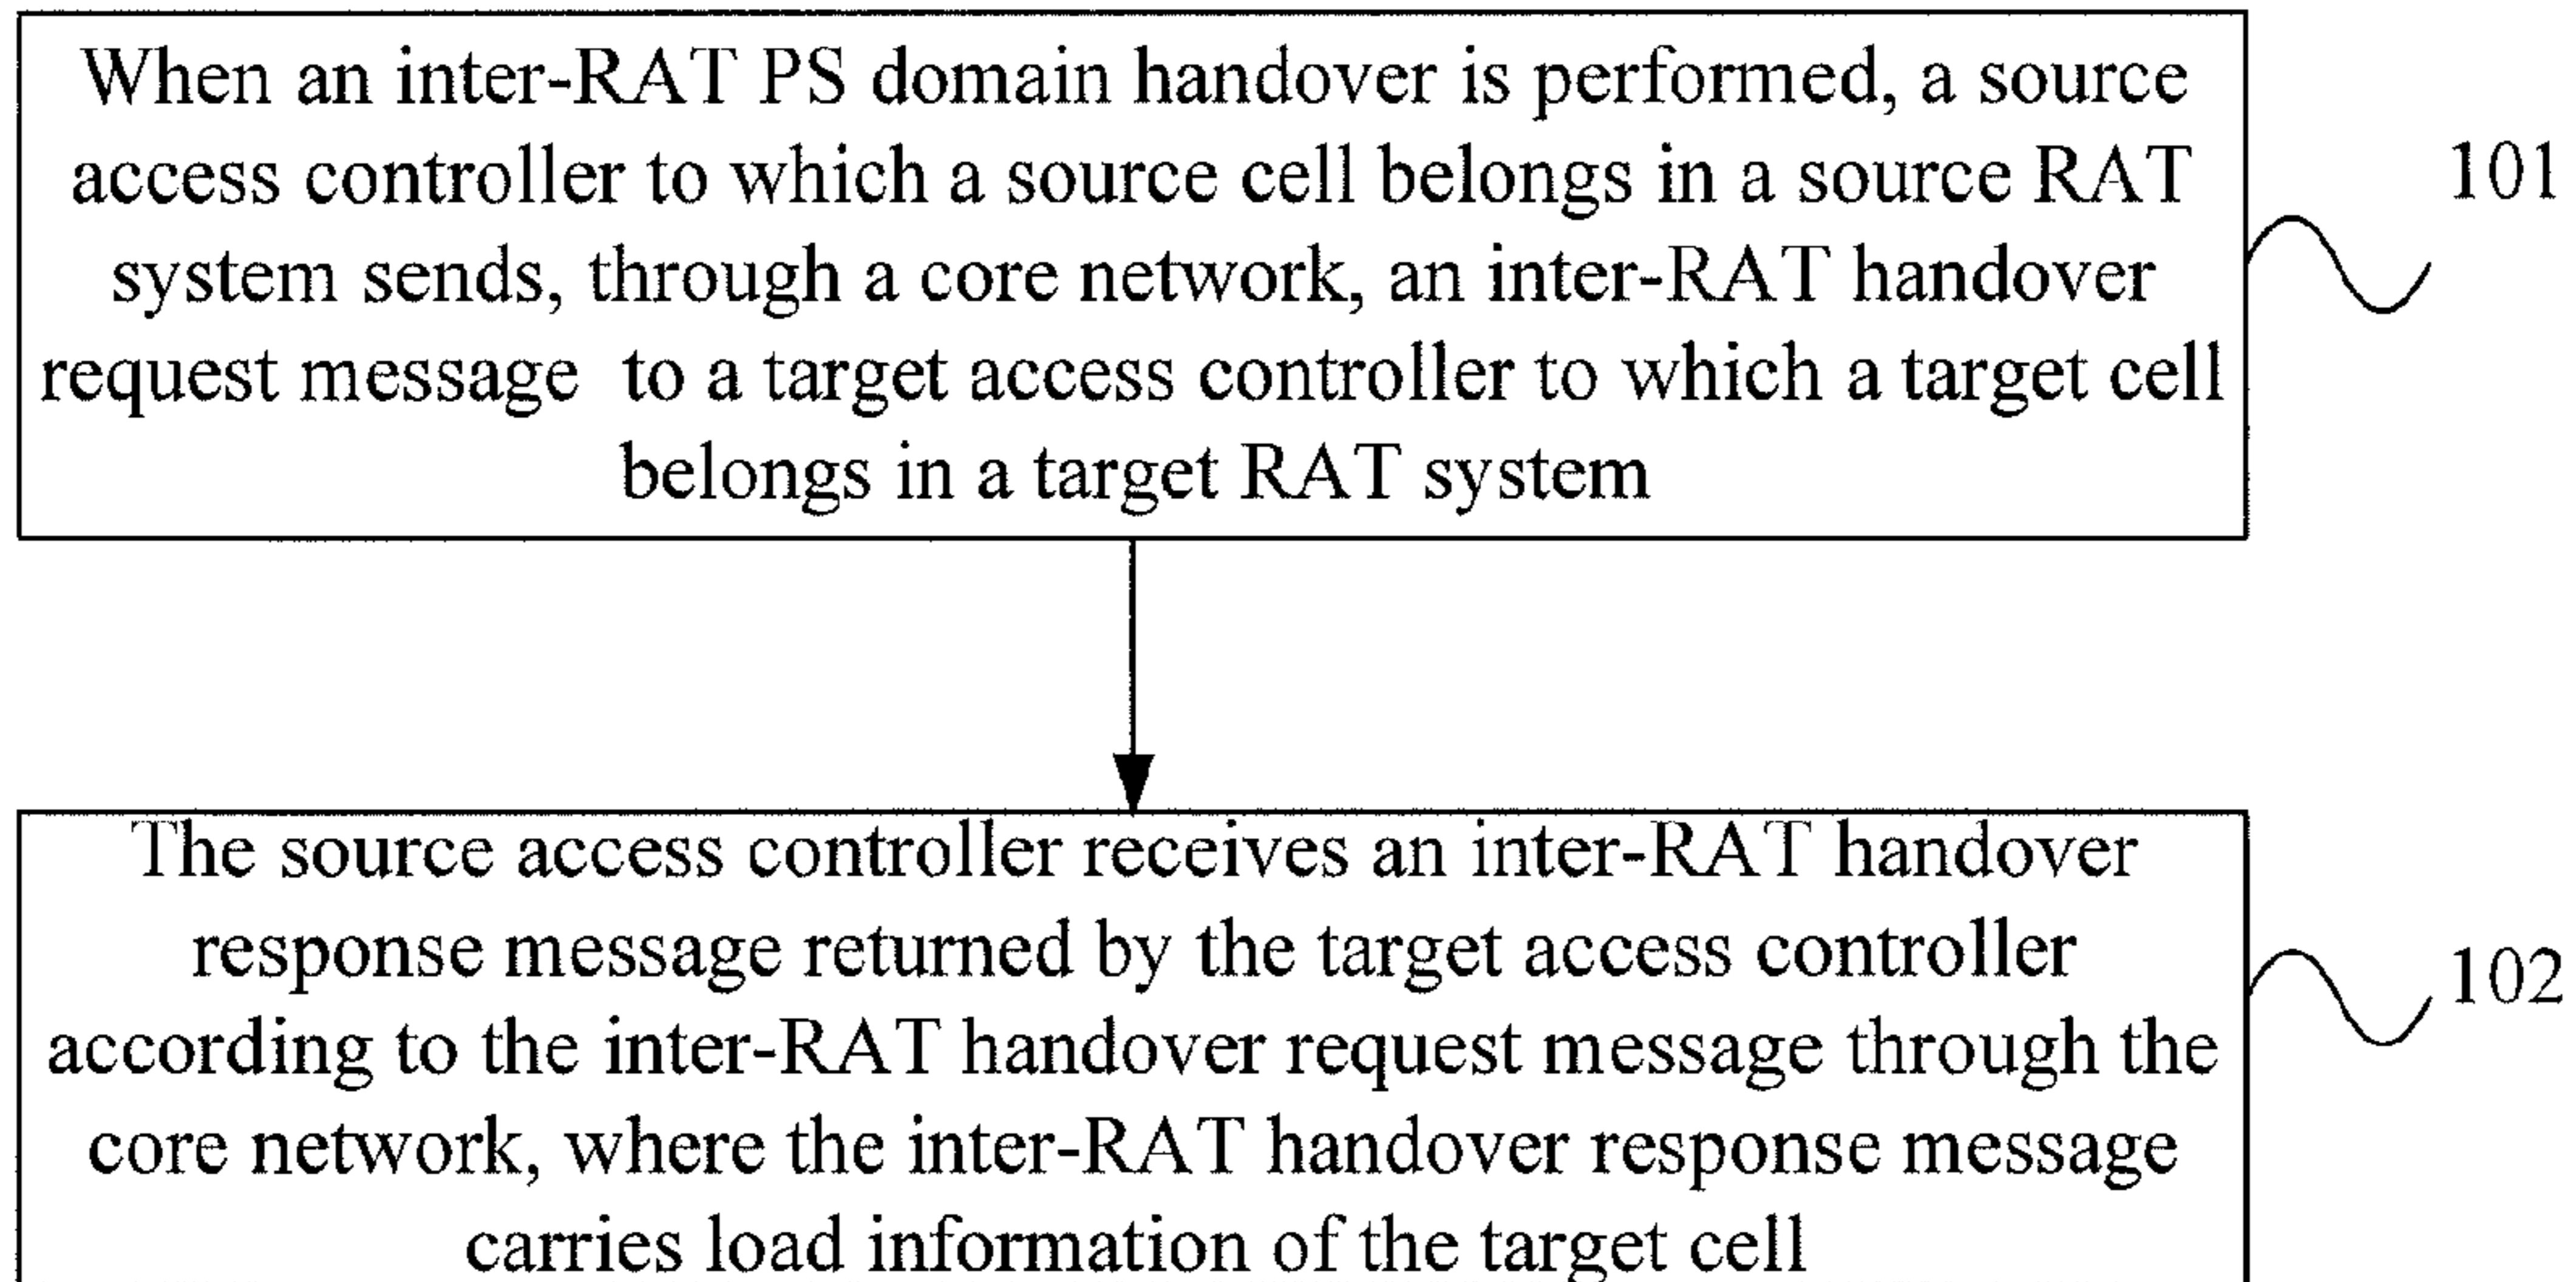 When an inter-RAT PS domain handover is performed, a source
access controller to which a source cell belongs in a source RAT
system sends, through a core network, an inter-RAT handover
request message to a target access controller to which a target cell
belongs in a target RAT system
101
The source access controller receives an inter-RAT handover
response message returned by the target access controller
according to the inter-RAT handover request message through the
core network, where the inter-RAT handover response message
carries load information of the target cell
102